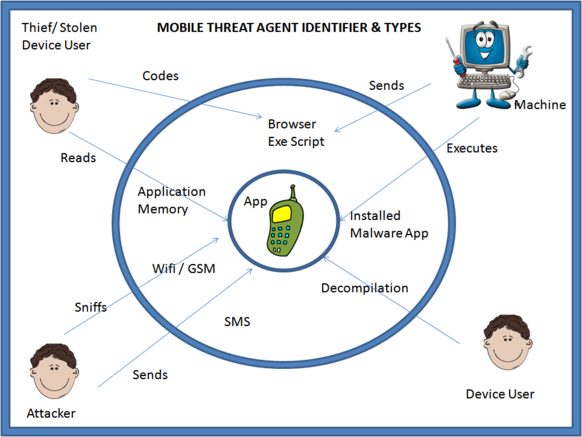 MOBILE THREAT AGENT IDENTIFIER & TYPES
Thief/ Stolen
Device User
Codes
Sends
Machine
Browser
Exe Script
Reads
Executes
Application
Memory
App
Installed
Malware App
Wifi / GSM
Decompilation
Sniffs
SMS
Sends
Attacker
Device User